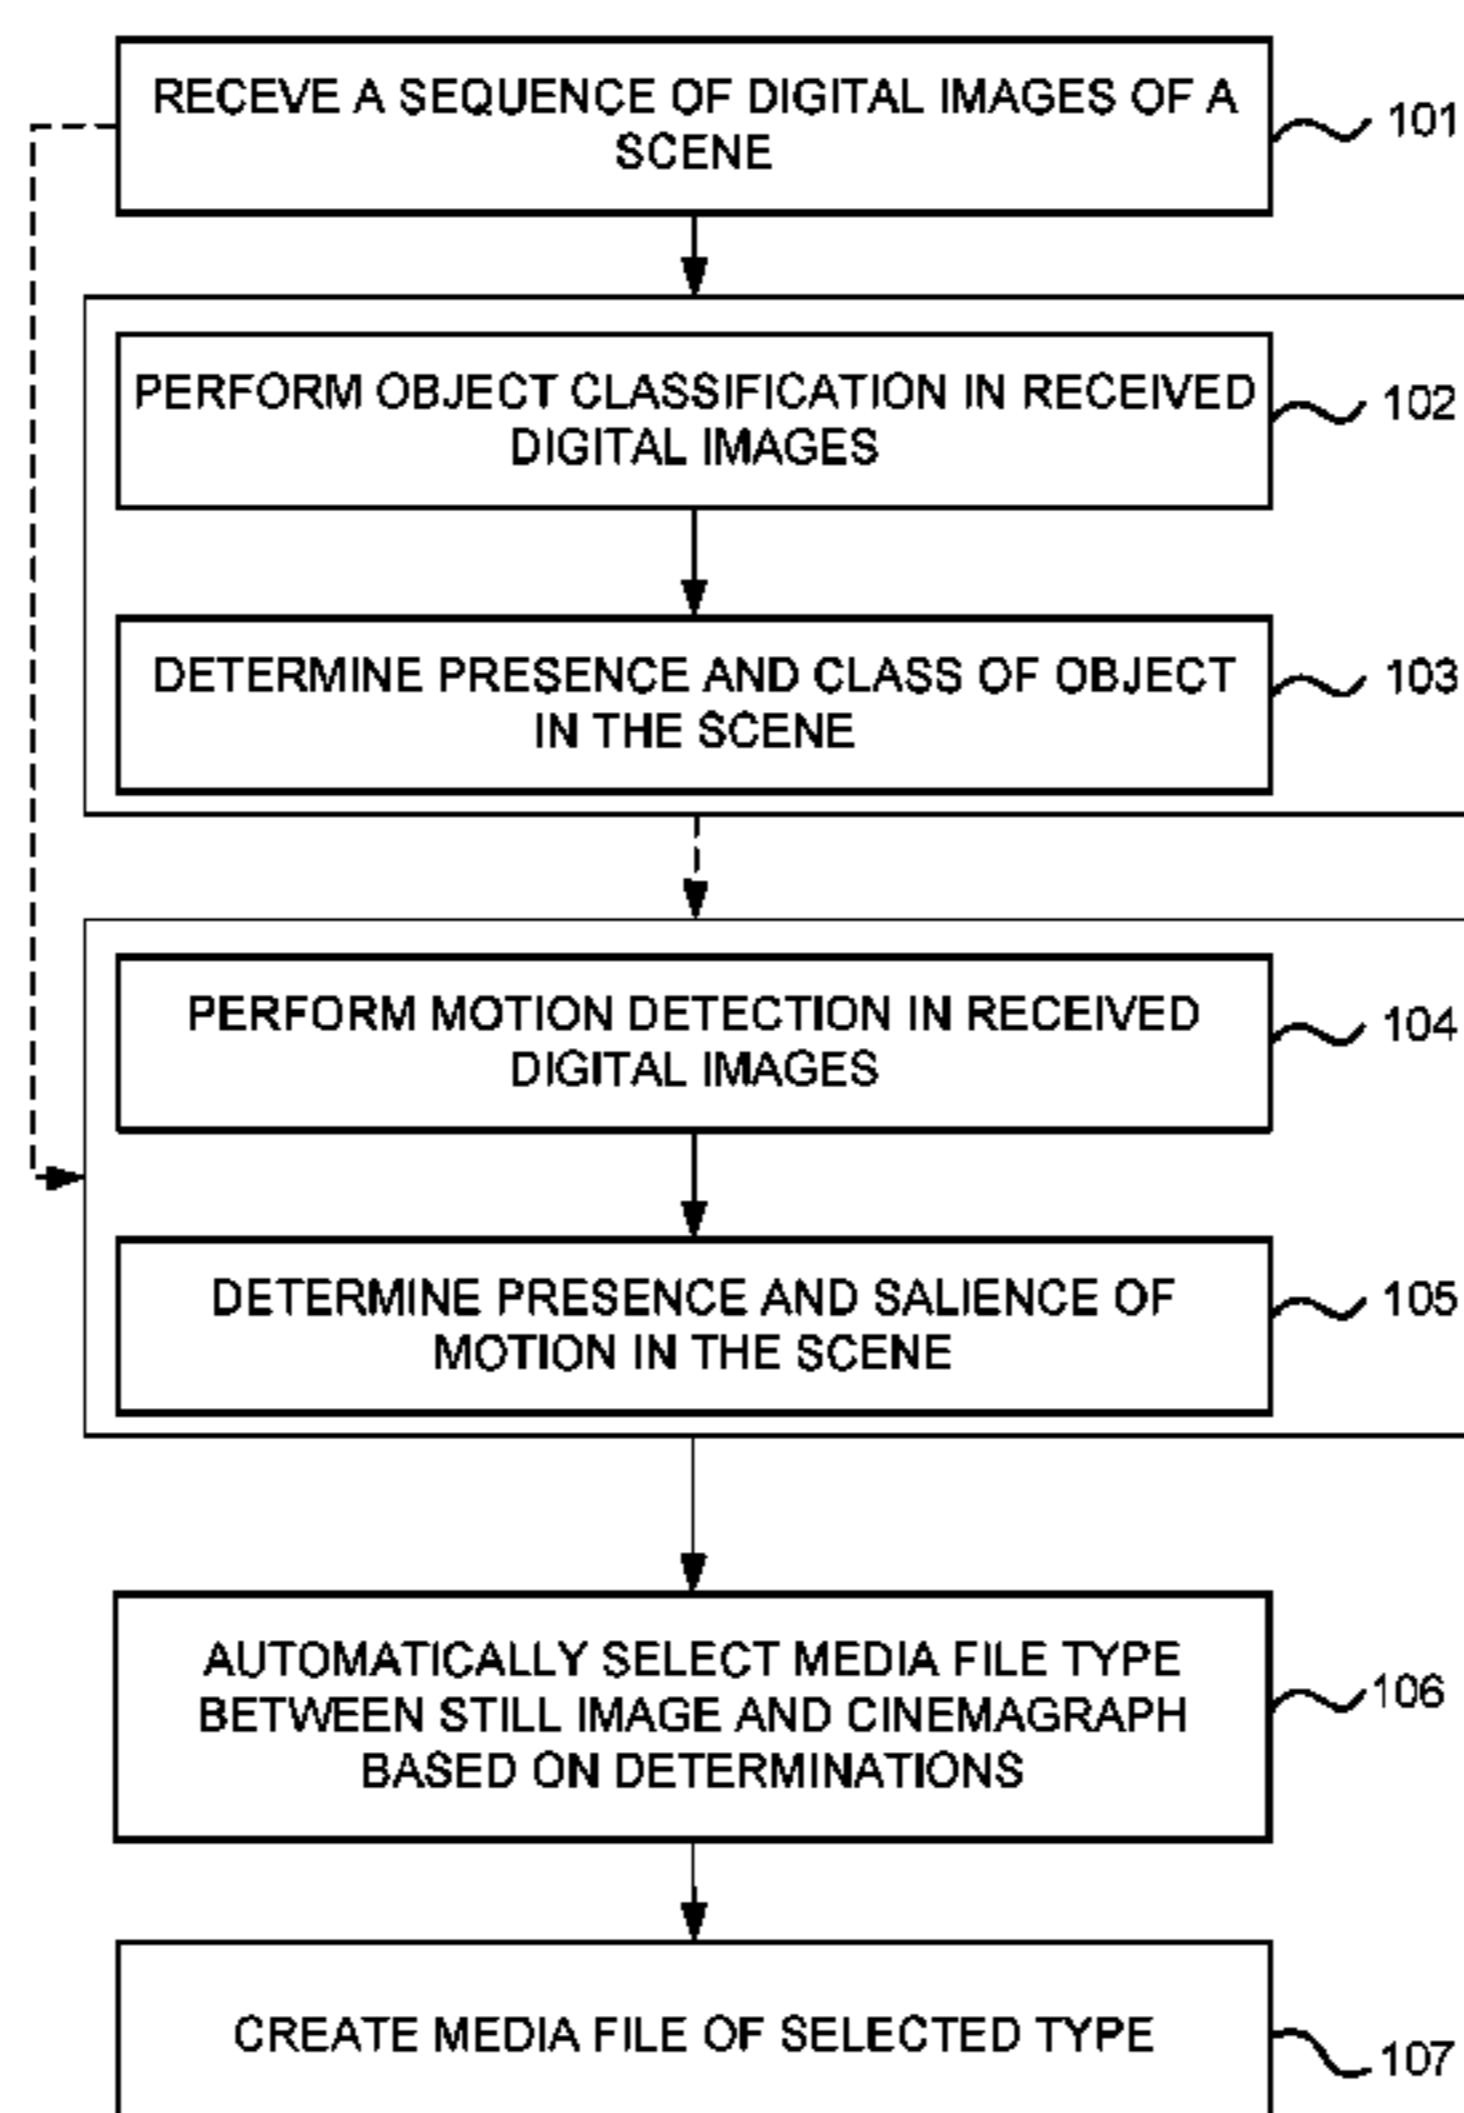 RECEVE A SEQUENCE OF DIGITAL IMAGES OF A
SCENE
101
PERFORM OBJECT CLASSIFICATION IN RECEIVED
DIGITAL IMAGES
102
DETERMINE PRESENCE AND CLASS OF OBJECT
IN THE SCENE
103
PERFORM MOTION DETECTION IN RECEIVED
DIGITAL IMAGES
104
DETERMINE PRESENCE AND SALIENCE OF
MOTION IN THE SCENE
105
AUTOMATICALLY SELECT MEDIA FILE TYPE
BETWEEN STILL IMAGE AND CINEMAGRAPH
BASED ON DETERMINATIONS
106
CREATE MEDIA FILE OF SELECTED TYPE
107